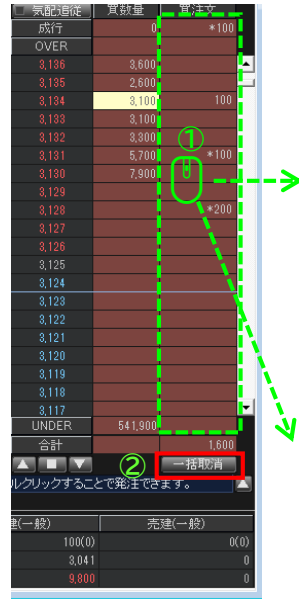 気配追従 買数量 買注文
成行 0 *100
OVER
3,136 3,600
3,135 2,600
3,134 3,100 100
3,133 3,100
3,132 3,300
①
3,131 5,700 *100
3,130 7,900
3,129
3,128 *200
3,127
3,126
3,125
3,124
3,123
3,122
3,121
3,120
3,119
3,118
3,117
UNDER 541,900
合計 1,600
② 一括取消
ルクリックすることで発注できます。
建(一般) 売建(一般)
100(0) 0(0)
3,041 0
9,800 0